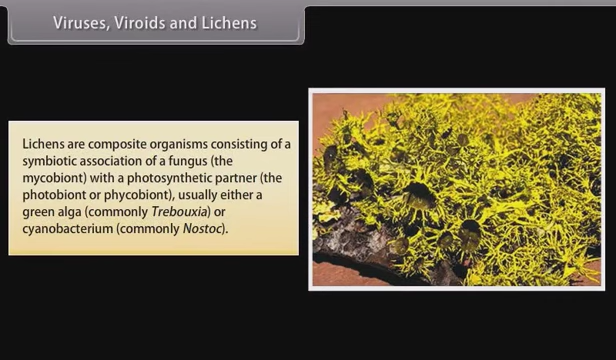 Viruses, Viroids and Lichens
Lichens are composite organisms consisting of a
symbiotic association of a fungus (the
mycobiont) with a photosynthetic partner (the
photobiont or phycobiont), usually either a
green alga (commonly Trebouxia) or
cyanobacterium (commonly Nostoc).